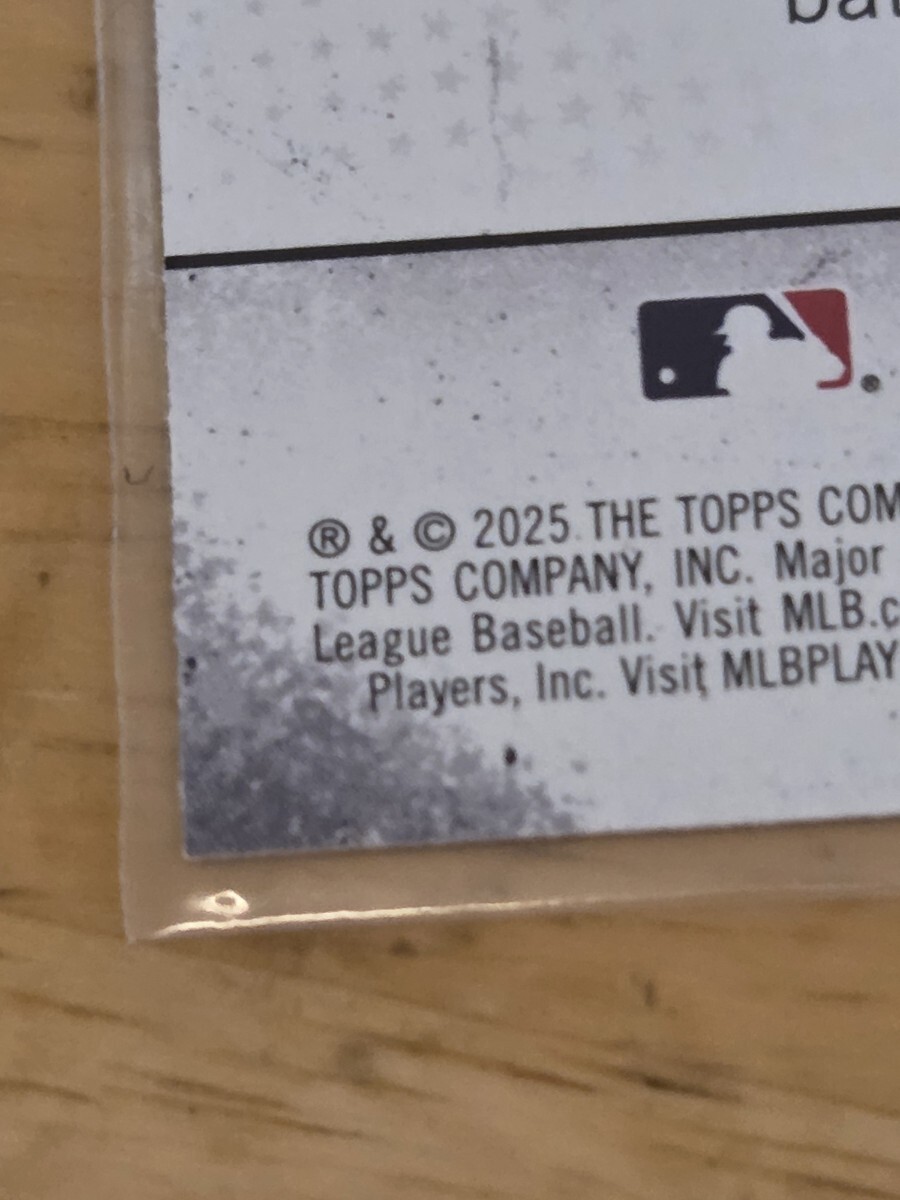 ® & © 2025 THE TOPPS COM
TOPPS COMPANY, INC. Major
League Baseball. Visit MLB.c
Players, Inc. Visit MLBPLAY